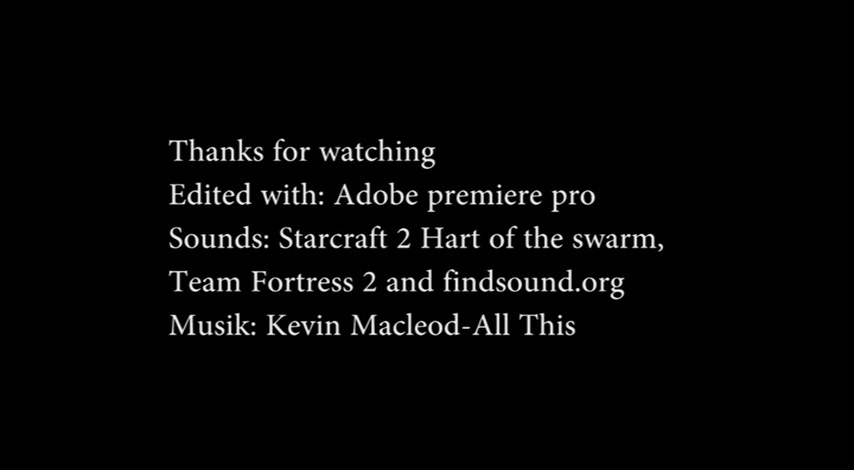 Thanks for watching
Edited with: Adobe premiere pro
Sounds: Starcraft 2 Hart of the swarm,
Team Fortress 2 and findsound.org
Musik: Kevin Macleod-All This